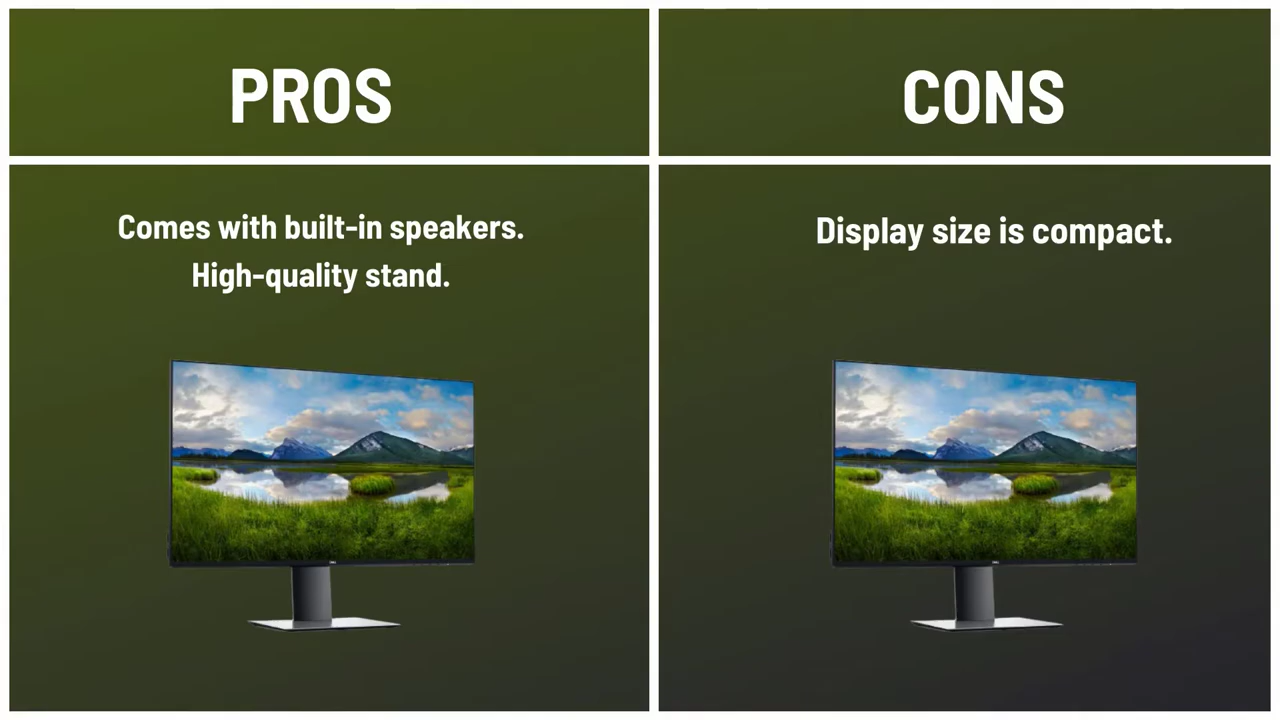 PROS
CONS
Comes with built-in speakers.
High-quality stand.
Display size is compact.